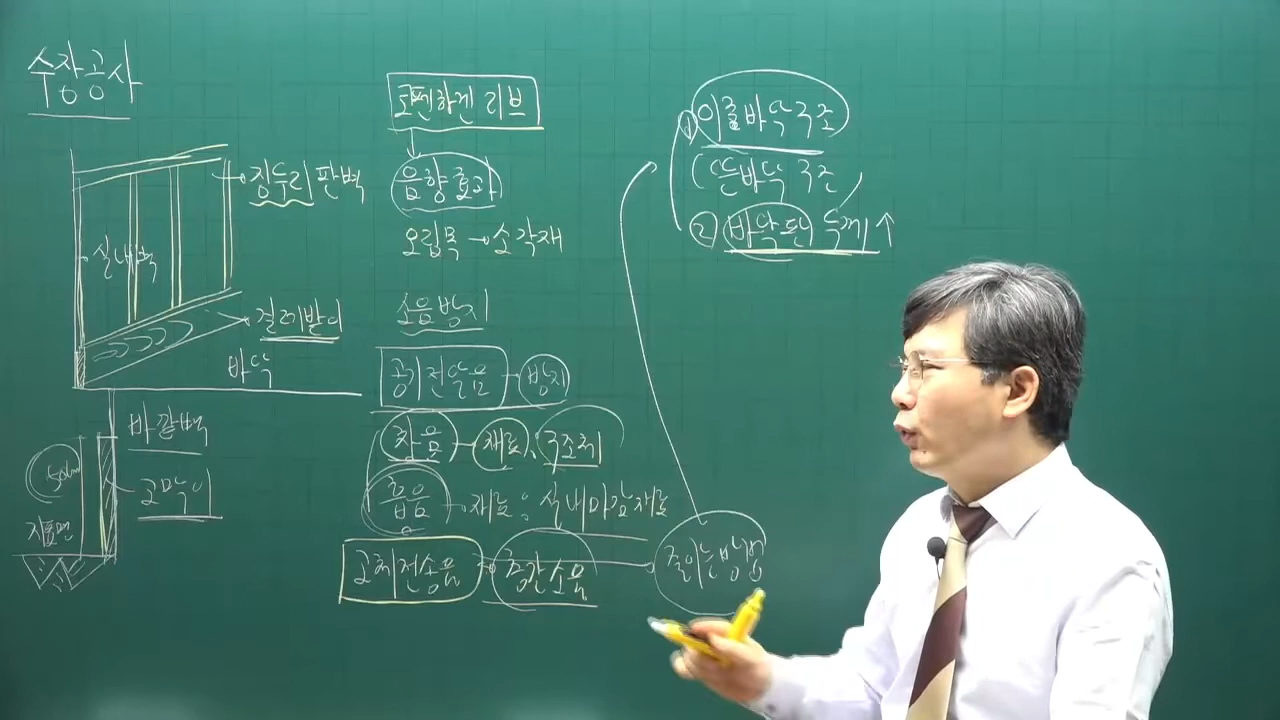 수장공사
징두리 판벽
실내벽
걸레받이
바닥
바깥벽
고막이
50cm
지표면
코펜하겐 리브
음향효과
오림목 → 소각재
소음방지
공기전달음 - 방지
차음 - 재료: 구조체
흡음 - 재료: 실내마감재료
고체전송음 층간소음 줄이는 방법
① 이중바닥구조
(뜬바닥 구조
② 바닥판 두께↑